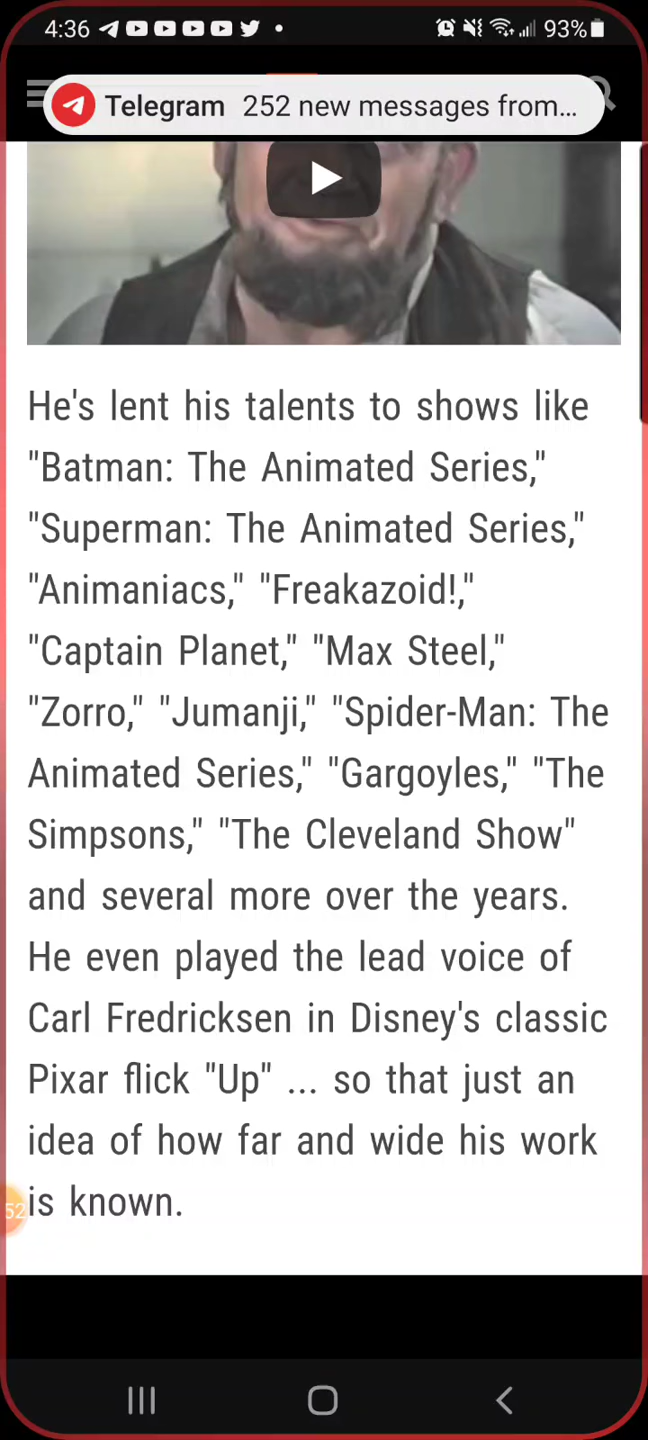 4:36 93%
Telegram 252 new messages from...
He's lent his talents to shows like
"Batman: The Animated Series,"
"Superman: The Animated Series,"
"Animaniacs," "Freakazoid!,"
"Captain Planet," "Max Steel,"
"Zorro," "Jumanji," "Spider-Man: The
Animated Series," "Gargoyles," "The
Simpsons," "The Cleveland Show"
and several more over the years.
He even played the lead voice of
Carl Fredricksen in Disney's classic
Pixar flick "Up" ... so that just an
idea of how far and wide his work
52 is known.